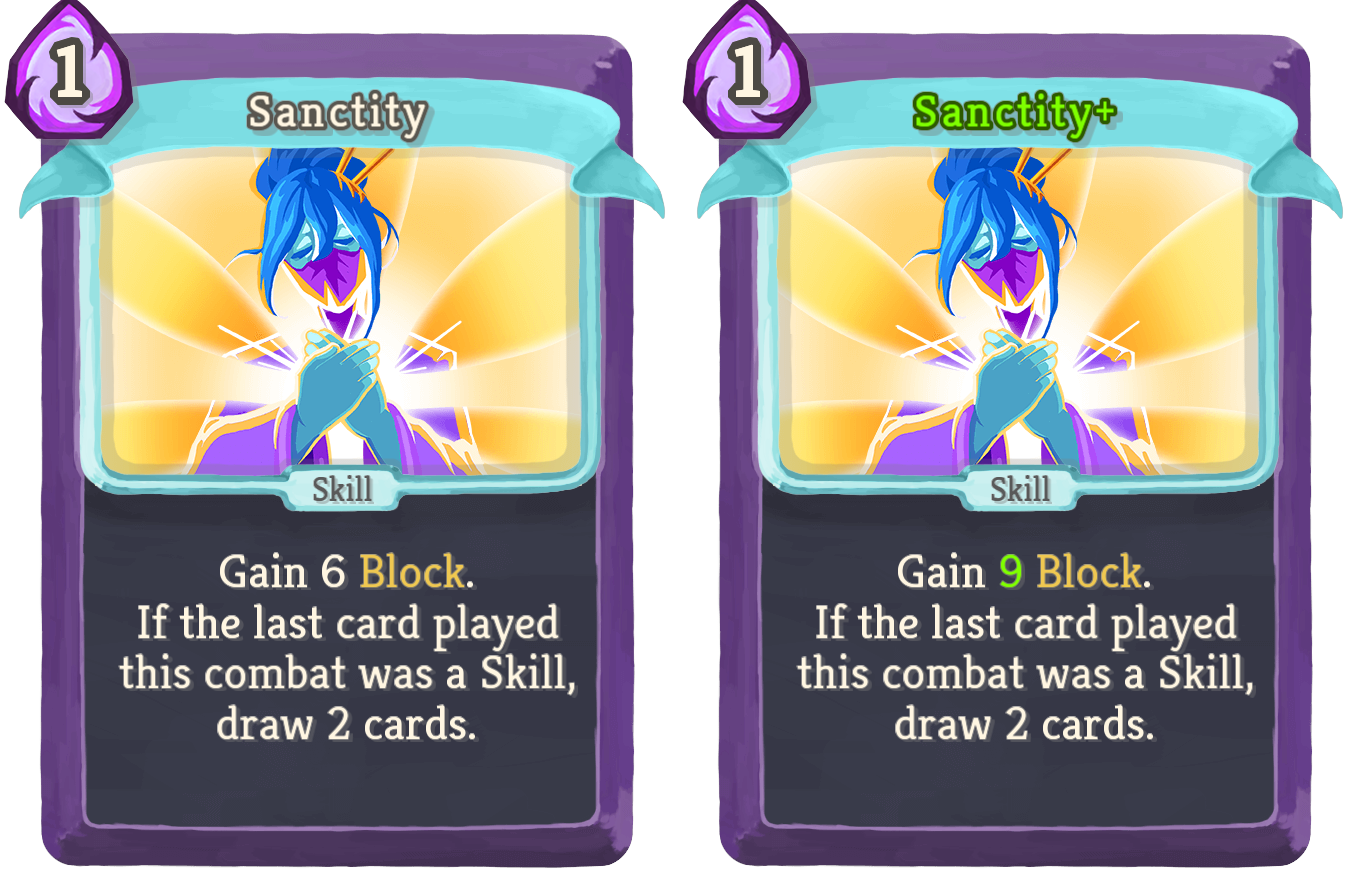 1
Sanctity
Skill
Gain 6 Block.
If the last card played
this combat was a Skill,
draw 2 cards.
1
Sanctity+
Skill
Gain 9 Block.
If the last card played
this combat was a Skill,
draw 2 cards.